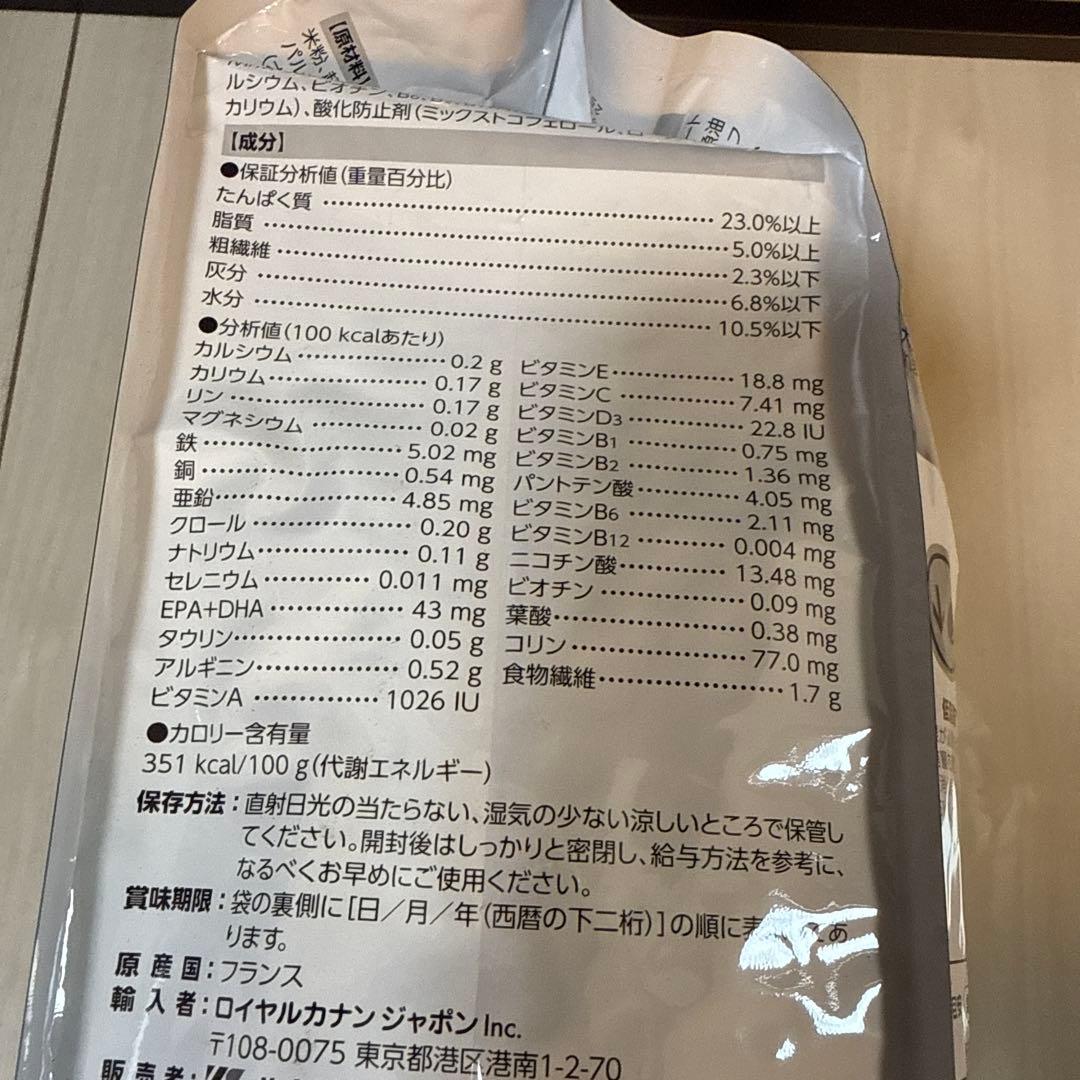 【原材料】
米粉、
ルシウム、ビオチン、
カリウム)、酸化防止剤(ミックストコフェロール、
【成分】
●保証分析値(重量百分比)
たんぱく質 23.0%以上
脂質 5.0%以上
粗繊維 2.3%以下
灰分 6.8%以下
水分 10.5%以下
●分析値(100 kcalあたり)
カルシウム 0.2 g
カリウム 0.17 g
リン 0.17 g
マグネシウム 0.02 g
鉄 5.02 mg
銅 0.54 mg
亜鉛 4.85 mg
クロール 0.20 g
ナトリウム 0.11 g
セレニウム 0.011 mg
EPA+DHA 43 mg
タウリン 0.05 g
アルギニン 0.52 g
ビタミンA 1026 IU
ビタミンE 18.8 mg
ビタミンC 7.41 mg
ビタミンD3 22.8 IU
ビタミンB1 0.75 mg
ビタミンB2 1.36 mg
パントテン酸 4.05 mg
ビタミンB6 2.11 mg
ビタミンB12 0.004 mg
ニコチン酸 13.48 mg
ビオチン 0.09 mg
葉酸 0.38 mg
コリン 77.0 mg
食物繊維 1.7 g
●カロリー含有量
351 kcal/100 g(代謝エネルギー)
保存方法:直射日光の当たらない、湿気の少ない涼しいところで保管し
てください。開封後はしっかりと密閉し、給与方法を参考に、
なるべくお早めにご使用ください。
賞味期限:袋の裏側に[日/月/年(西暦の下二桁)]の順に表 てあ
ります。
原産国:フランス
輸入者:ロイヤルカナン ジャポン Inc.
〒108-0075 東京都港区港南1-2-70
販売者: